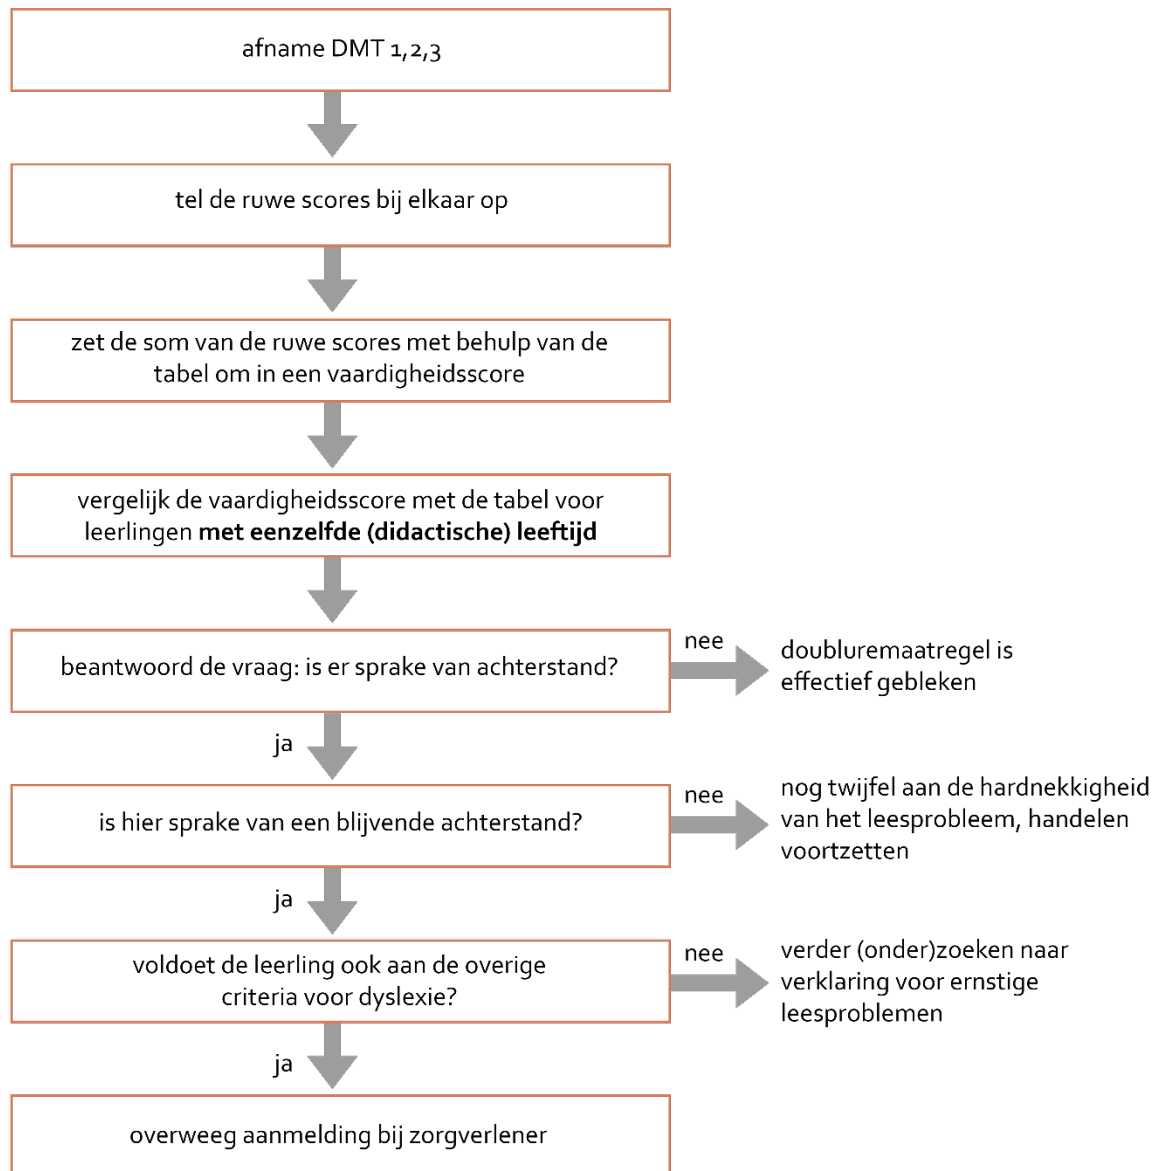 afname DMT 1,2,3
tel de ruwe scores bij elkaar op
zet de som van de ruwe scores met behulp van de
tabel om in een vaardigheidsscore
vergelijk de vaardigheidsscore met de tabel voor
leerlingen met eenzelfde (didactische) leeftijd
beantwoord de vraag: is er sprake van achterstand?
nee
doubluremaatregel is
effectief gebleken
ja
is hier sprake van een blijvende achterstand?
nee
nog twijfel aan de hardnekkigheid
van het leesprobleem, handelen
voortzetten
ja
voldoet de leerling ook aan de overige
criteria voor dyslexie?
nee
verder (onder)zoeken naar
verklaring voor ernstige
leesproblemen
ja
overweeg aanmelding bij zorgverlener